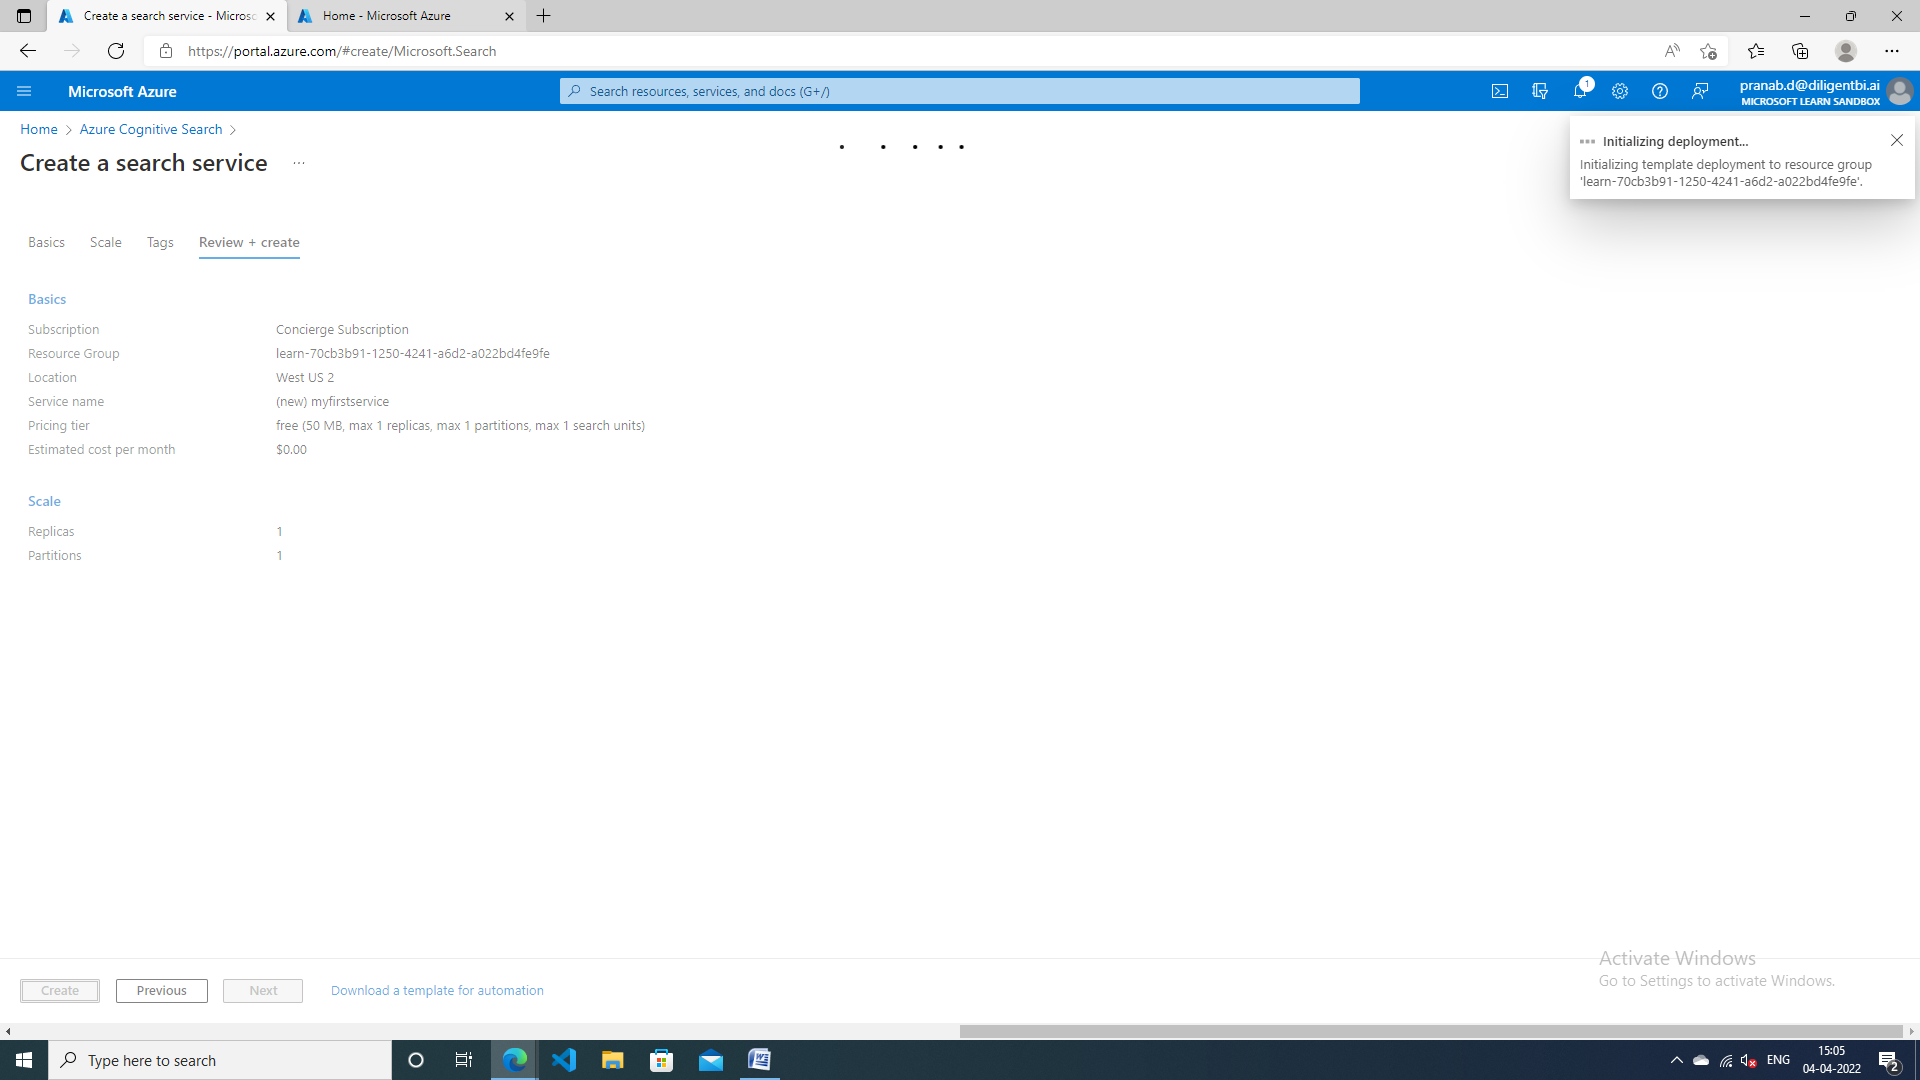 Create a search service - Micros
Home - Microsoft Azure
https://portal.azure.com/#create/Microsoft.Search
Microsoft Azure
Search resources, services, and docs (G+/)
1
pranab.d@diligentbi.ai
MICROSOFT LEARN SANDBOX
Home
Azure Cognitive Search
Create a search service
Initializing deployment...
Initializing template deployment to resource group
'learn-70cb3b91-1250-4241-a6d2-a022bd4fe9fe'.
Basics Scale Tags Review + create
Basics
Subscription Concierge Subscription
Resource Group learn-70cb3b91-1250-4241-a6d2-a022bd4fe9fe
Location West US 2
Service name (new) myfirstservice
Pricing tier free (50 MB, max 1 replicas, max 1 partitions, max 1 search units)
Estimated cost per month $0.00
Scale
Replicas 1
Partitions 1
Activate Windows
Go to Settings to activate Windows.
Create Previous Next Download a template for automation
Type here to search
ENG
15:05
04-04-2022
2